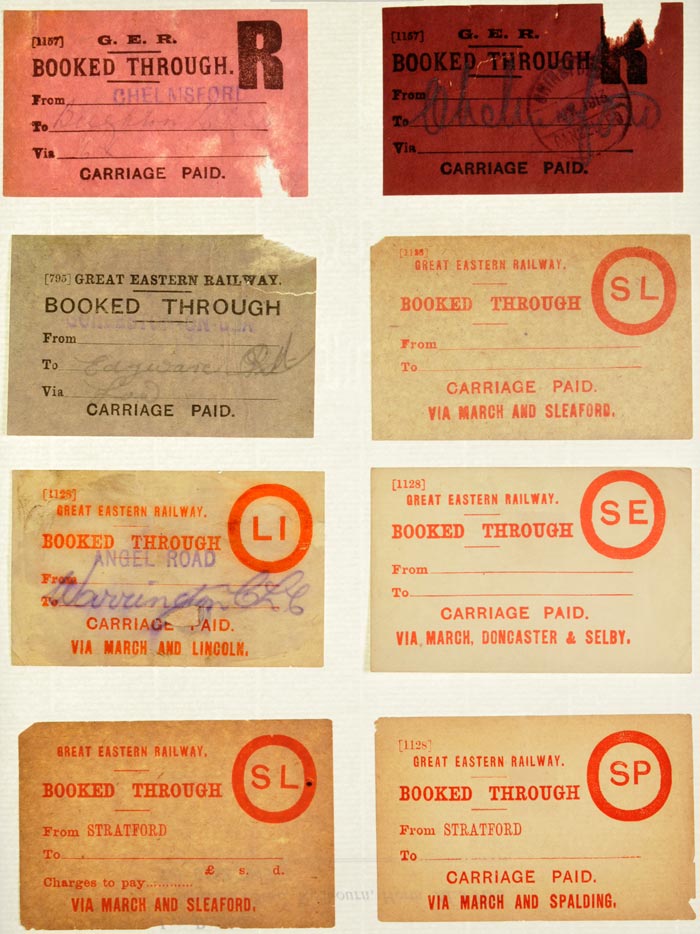 [1157] G. E. R.
BOOKED THROUGH. R
From CHELMSFORD
To
Via
CARRIAGE PAID.
[1157] G. E. R.
BOOKED THROUGH. R
From
To
Via
CARRIAGE PAID.
[795] GREAT EASTERN RAILWAY.
BOOKED THROUGH
From
To Edgware Rd
Via
CARRIAGE PAID.
GREAT EASTERN RAILWAY.
BOOKED THROUGH SL
From
To
CARRIAGE PAID.
VIA MARCH AND SLEAFORD.
[1128]
GREAT EASTERN RAILWAY.
BOOKED THROUGH LI
ANGEL ROAD
From
To Warrington CLC
CARRIAGE PAID.
VIA MARCH AND LINCOLN.
[1128]
GREAT EASTERN RAILWAY.
BOOKED THROUGH SE
From
To
CARRIAGE PAID.
VIA MARCH, DONCASTER & SELBY.
GREAT EASTERN RAILWAY.
BOOKED THROUGH SL
From STRATFORD
To
£ s. d.
Charges to pay
VIA MARCH AND SLEAFORD.
[1128]
GREAT EASTERN RAILWAY.
BOOKED THROUGH SP
From STRATFORD
To
CARRIAGE PAID.
VIA MARCH AND SPALDING.